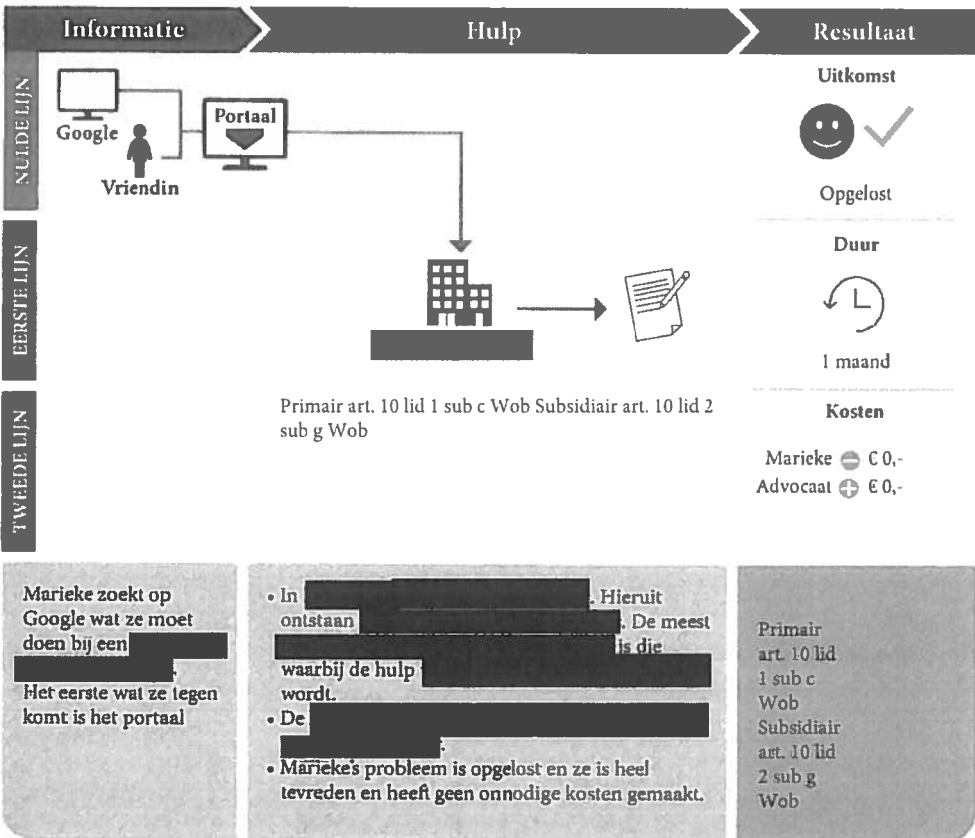 Informatie
Hulp
Resultaat
NULDE LIJN
Google
Vriendin
Portaal
Uitkomst
Opgelost
EERSTE LIJN
Duur
1 maand
TWEEDE LIJN
Primair art. 10 lid 1 sub c Wob Subsidiair art. 10 lid 2
sub g Wob
Kosten
Marieke € 0,-
Advocaat € 0,-
Marieke zoekt op
Google wat ze moet
doen bij een
Het eerste wat ze tegen
komt is het portaal
• In . Hieruit
ontstaan . De meest
is die
waarbij de hulp
wordt.
• De
.
• Marieke's probleem is opgelost en ze is heel
tevreden en heeft geen onnodige kosten gemaakt.
Primair
art. 10 lid
1 sub c
Wob
Subsidiair
art. 10 lid
2 sub g
Wob